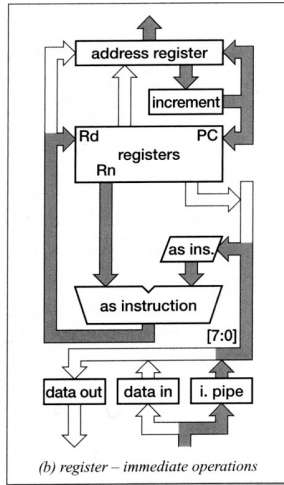 address register
increment
Rd PC
registers
Rn
as ins.
as instruction
[7:0]
data out data in i. pipe
(b) register – immediate operations